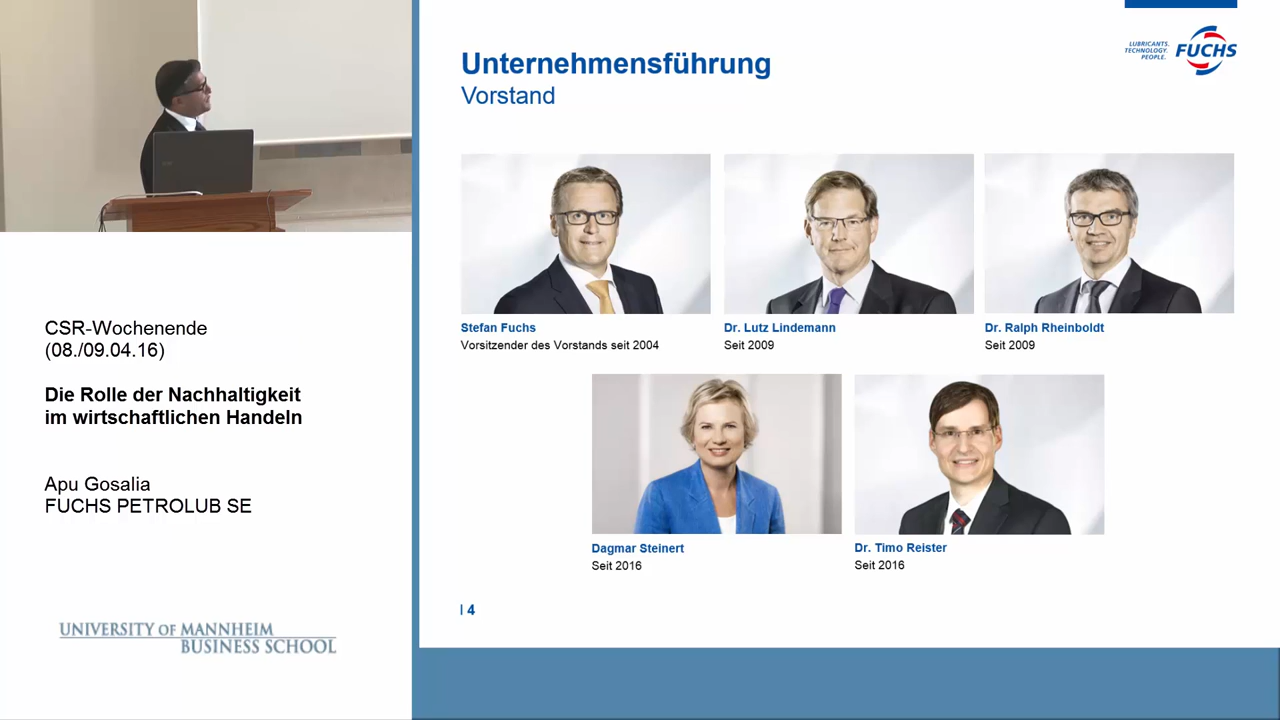 CSR-Wochenende
(08./09.04.16)
Die Rolle der Nachhaltigkeit
im wirtschaftlichen Handeln
Apu Gosalia
FUCHS PETROLUB SE
UNIVERSITY OF MANNHEIM
BUSINESS SCHOOL
Unternehmensführung
Vorstand
LUBRICANTS.
TECHNOLOGY.
PEOPLE.
FUCHS
Stefan Fuchs
Vorsitzender des Vorstands seit 2004
Dr. Lutz Lindemann
Seit 2009
Dr. Ralph Rheinboldt
Seit 2009
Dagmar Steinert
Seit 2016
Dr. Timo Reister
Seit 2016
| 4